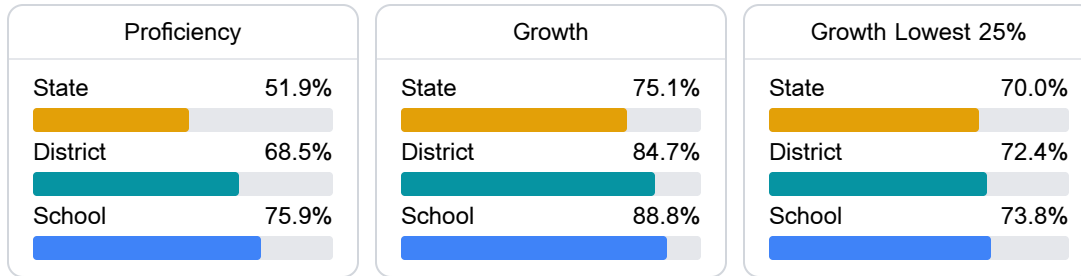 Proficiency
State 51.9%
District 68.5%
School 75.9%
Growth
State 75.1%
District 84.7%
School 88.8%
Growth Lowest 25%
State 70.0%
District 72.4%
School 73.8%